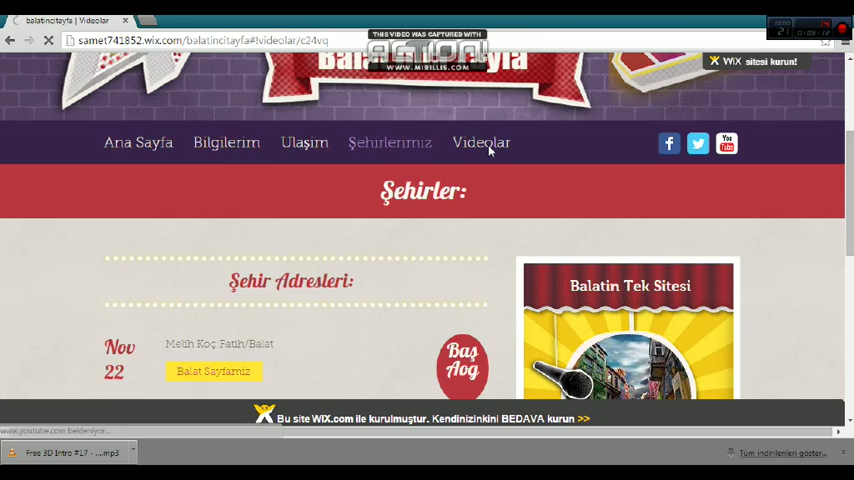 balatincitayfa | Videolar
samet741852.wix.com/balatincitayfa#!videolar/c24vq
THIS VIDEO WAS CAPTURED WITH
ACTION!
WWW.MIRILLIS.COM
WiX sitesi kurun!
Ana Sayfa Bilgilerim Ulaşım Şehirlerimiz Videolar
You Tube
Şehirler:
Şehir Adresleri:
Balatin Tek Sitesi
Nov 22
Melih Koç Fatih/Balat
Balat Sayfamız
Baş Aog
Bu site WIX.com ile kurulmuştur. Kendinizinkini BEDAVA kurun >>
www.youtube.com bekleniyor...
Free 3D Intro #17 - ....mp3
Tüm indirilenleri göster...